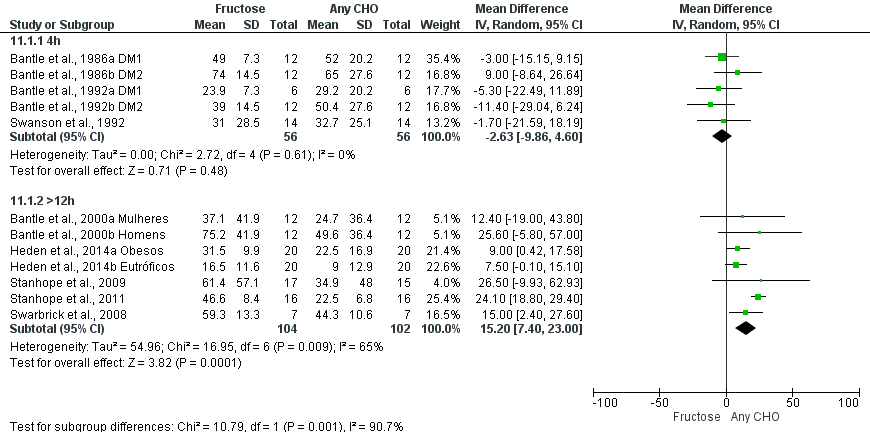 Fructose Any CHO Mean Difference Mean Difference
Study or Subgroup Mean SD Total Mean SD Total Weight IV, Random, 95% CI IV, Random, 95% CI
11.1.1 4h
Bantle et al., 1986a DM1 49 7.3 12 52 20.2 12 35.4% -3.00 [-15.15, 9.15]
Bantle et al., 1986b DM2 74 14.5 12 65 27.6 12 16.8% 9.00 [-8.64, 26.64]
Bantle et al., 1992a DM1 23.9 7.3 6 29.2 20.2 6 17.7% -5.30 [-22.49, 11.89]
Bantle et al., 1992b DM2 39 14.5 12 50.4 27.6 12 16.8% -11.40 [-29.04, 6.24]
Swanson et al., 1992 31 28.5 14 32.7 25.1 14 13.2% -1.70 [-21.59, 18.19]
Subtotal (95% CI) 56 56 100.0% -2.63 [-9.86, 4.60]
Heterogeneity: Tau² = 0.00; Chi² = 2.72, df = 4 (P = 0.61); I² = 0%
Test for overall effect: Z = 0.71 (P = 0.48)
11.1.2 >12h
Bantle et al., 2000a Mulheres 37.1 41.9 12 24.7 36.4 12 5.1% 12.40 [-19.00, 43.80]
Bantle et al., 2000b Homens 75.2 41.9 12 49.6 36.4 12 5.1% 25.60 [-5.80, 57.00]
Heden et al., 2014a Obesos 31.5 9.9 20 22.5 16.9 20 21.4% 9.00 [0.42, 17.58]
Heden et al., 2014b Eutróficos 16.5 11.6 20 9 12.9 20 22.6% 7.50 [-0.10, 15.10]
Stanhope et al., 2009 61.4 57.1 17 34.9 48 15 4.0% 26.50 [-9.93, 62.93]
Stanhope et al., 2011 46.6 8.4 16 22.5 6.8 16 25.3% 24.10 [18.80, 29.40]
Swarbrick et al., 2008 59.3 13.3 7 44.3 10.6 7 16.5% 15.00 [2.40, 27.60]
Subtotal (95% CI) 104 102 100.0% 15.20 [7.40, 23.00]
Heterogeneity: Tau² = 54.96; Chi² = 16.95, df = 6 (P = 0.009); I² = 65%
Test for overall effect: Z = 3.82 (P = 0.0001)
-100 -50 0 50 100
Fructose Any CHO
Test for subgroup differences: Chi² = 10.79, df = 1 (P = 0.001), I² = 90.7%